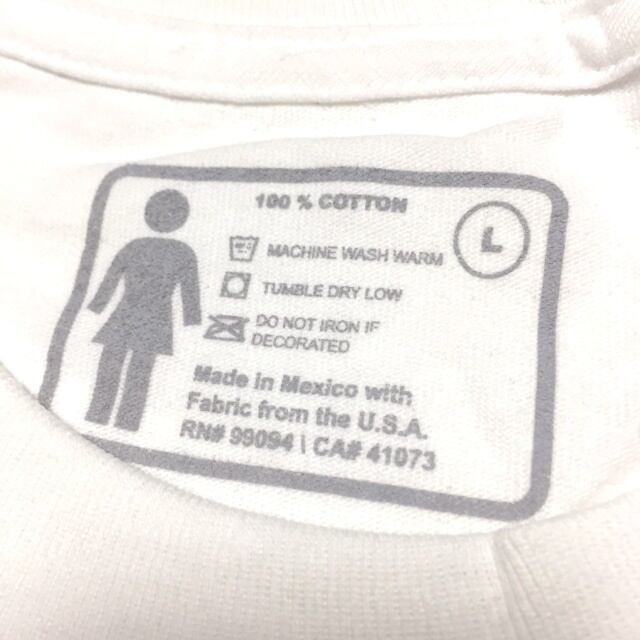 100 % COTTON
L
MACHINE WASH WARM
TUMBLE DRY LOW
DO NOT IRON IF
DECORATED
Made in Mexico with
Fabric from the U.S.A.
RN# 99094 \ CA# 41073